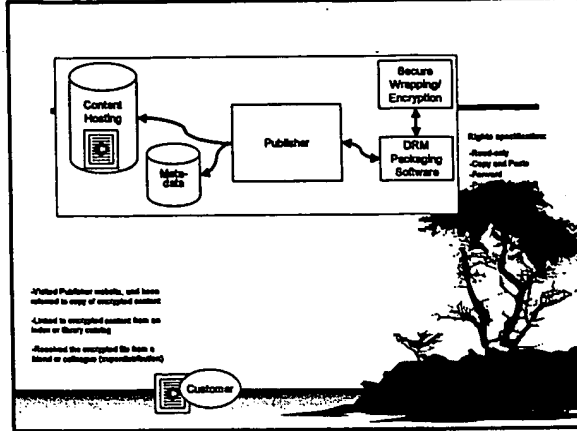 Secure
Wrapping/
Encryption
Content
Hosting
Publisher
DRM
Packaging
Software
Meta-
data
Rights specification:
-Read-only
-Copy and Paste
-Forward
-Visited Publisher website, and been
referred to copy of encrypted content
-Linked to encrypted content from an
index or library catalog
-Received the encrypted file from a
friend or colleague (superdistribution)
Customer